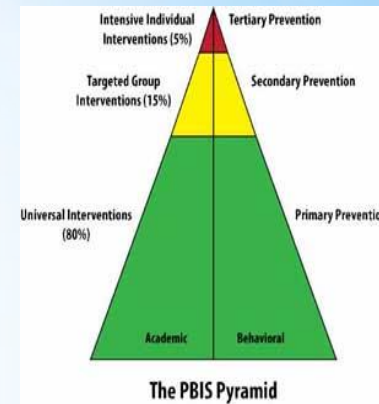 Intensive Individual
Interventions (5%)
Tertiary Prevention
Targeted Group
Interventions (15%)
Secondary Prevention
Universal Interventions
(80%)
Primary Preventio
Academic
Behavioral
The PBIS Pyramid